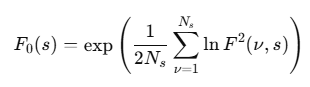 $$F_0(s) = \exp\left(\frac{1}{2N_s}\sum_{\nu=1}^{N_s} \ln F^2(\nu, s)\right)$$